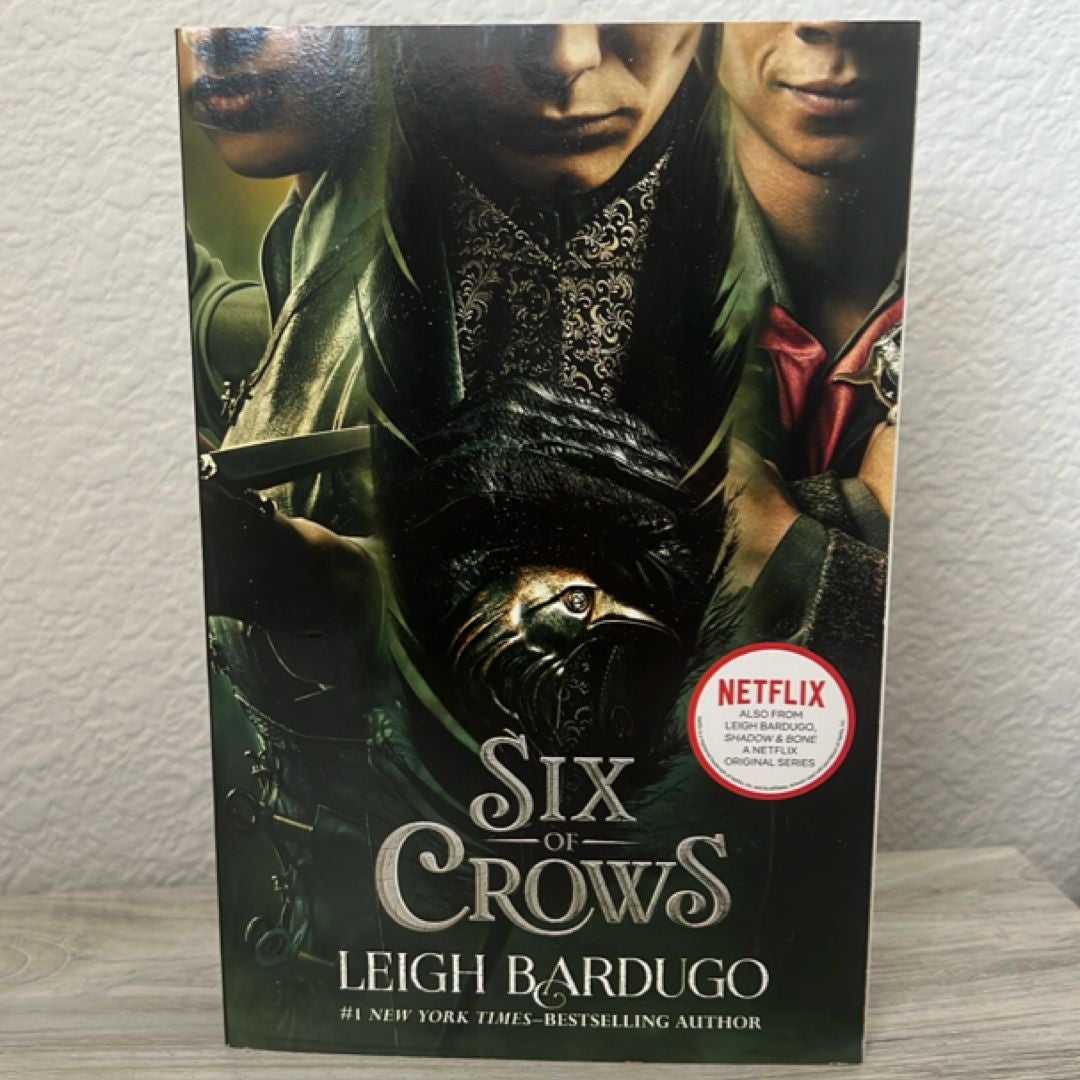 NETFLIX
ALSO FROM
LEIGH BARDUGO,
SHADOW & BONE
A NETFLIX
ORIGINAL SERIES
SIX
OF
CROWS
LEIGH BARDUGO
#1 NEW YORK TIMES–BESTSELLING AUTHOR